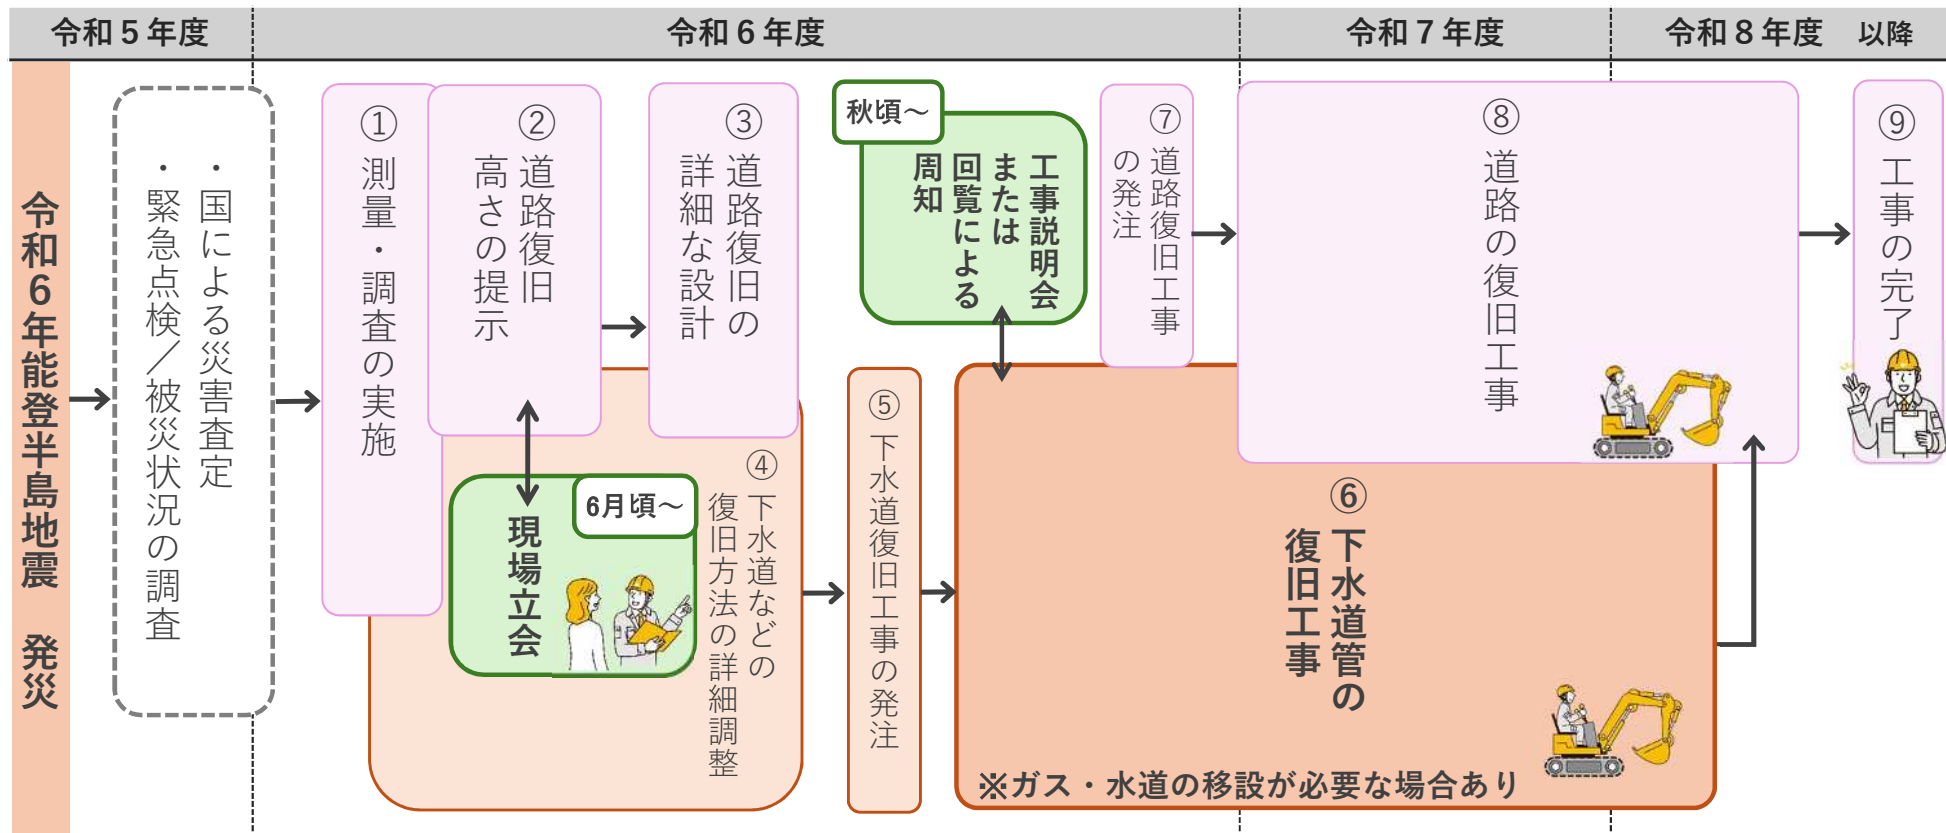 令和５年度
令和６年度
令和７年度
令和８年度　以降
令和６年能登半島地震　発災
・国による災害査定
・緊急点検／被災状況の調査
①測量・調査の実施
②道路復旧
高さの提示
③道路復旧の
詳細な設計
6月頃～
現場立会
④下水道などの
復旧方法の詳細調整
⑤下水道復旧工事の発注
秋頃～
工事説明会
または
回覧による
周知
⑥下水道管の
復旧工事
※ガス・水道の移設が必要な場合あり
⑦道路復旧工事
の発注
⑧道路の復旧工事
⑨工事の完了